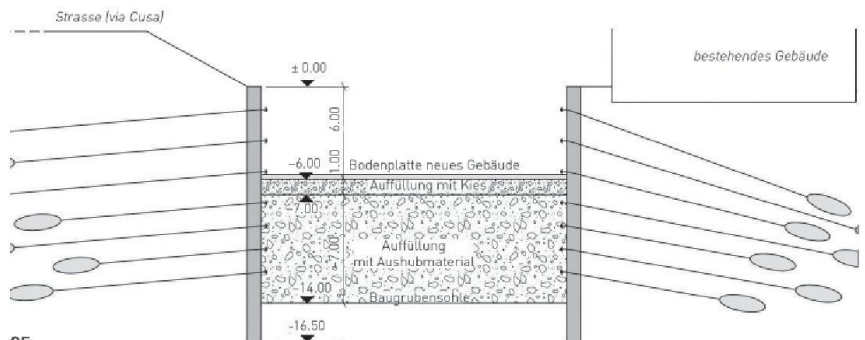 Strasse (via Cusa)
bestehendes Gebäude
± 0.00
6.00
Bodenplatte neues Gebäude
-6.00
1.00
Auffüllung mit Kies
7.00
Auffüllung
mit Aushubmaterial
~7.00
Baugrubensohle
-14.00
-16.50